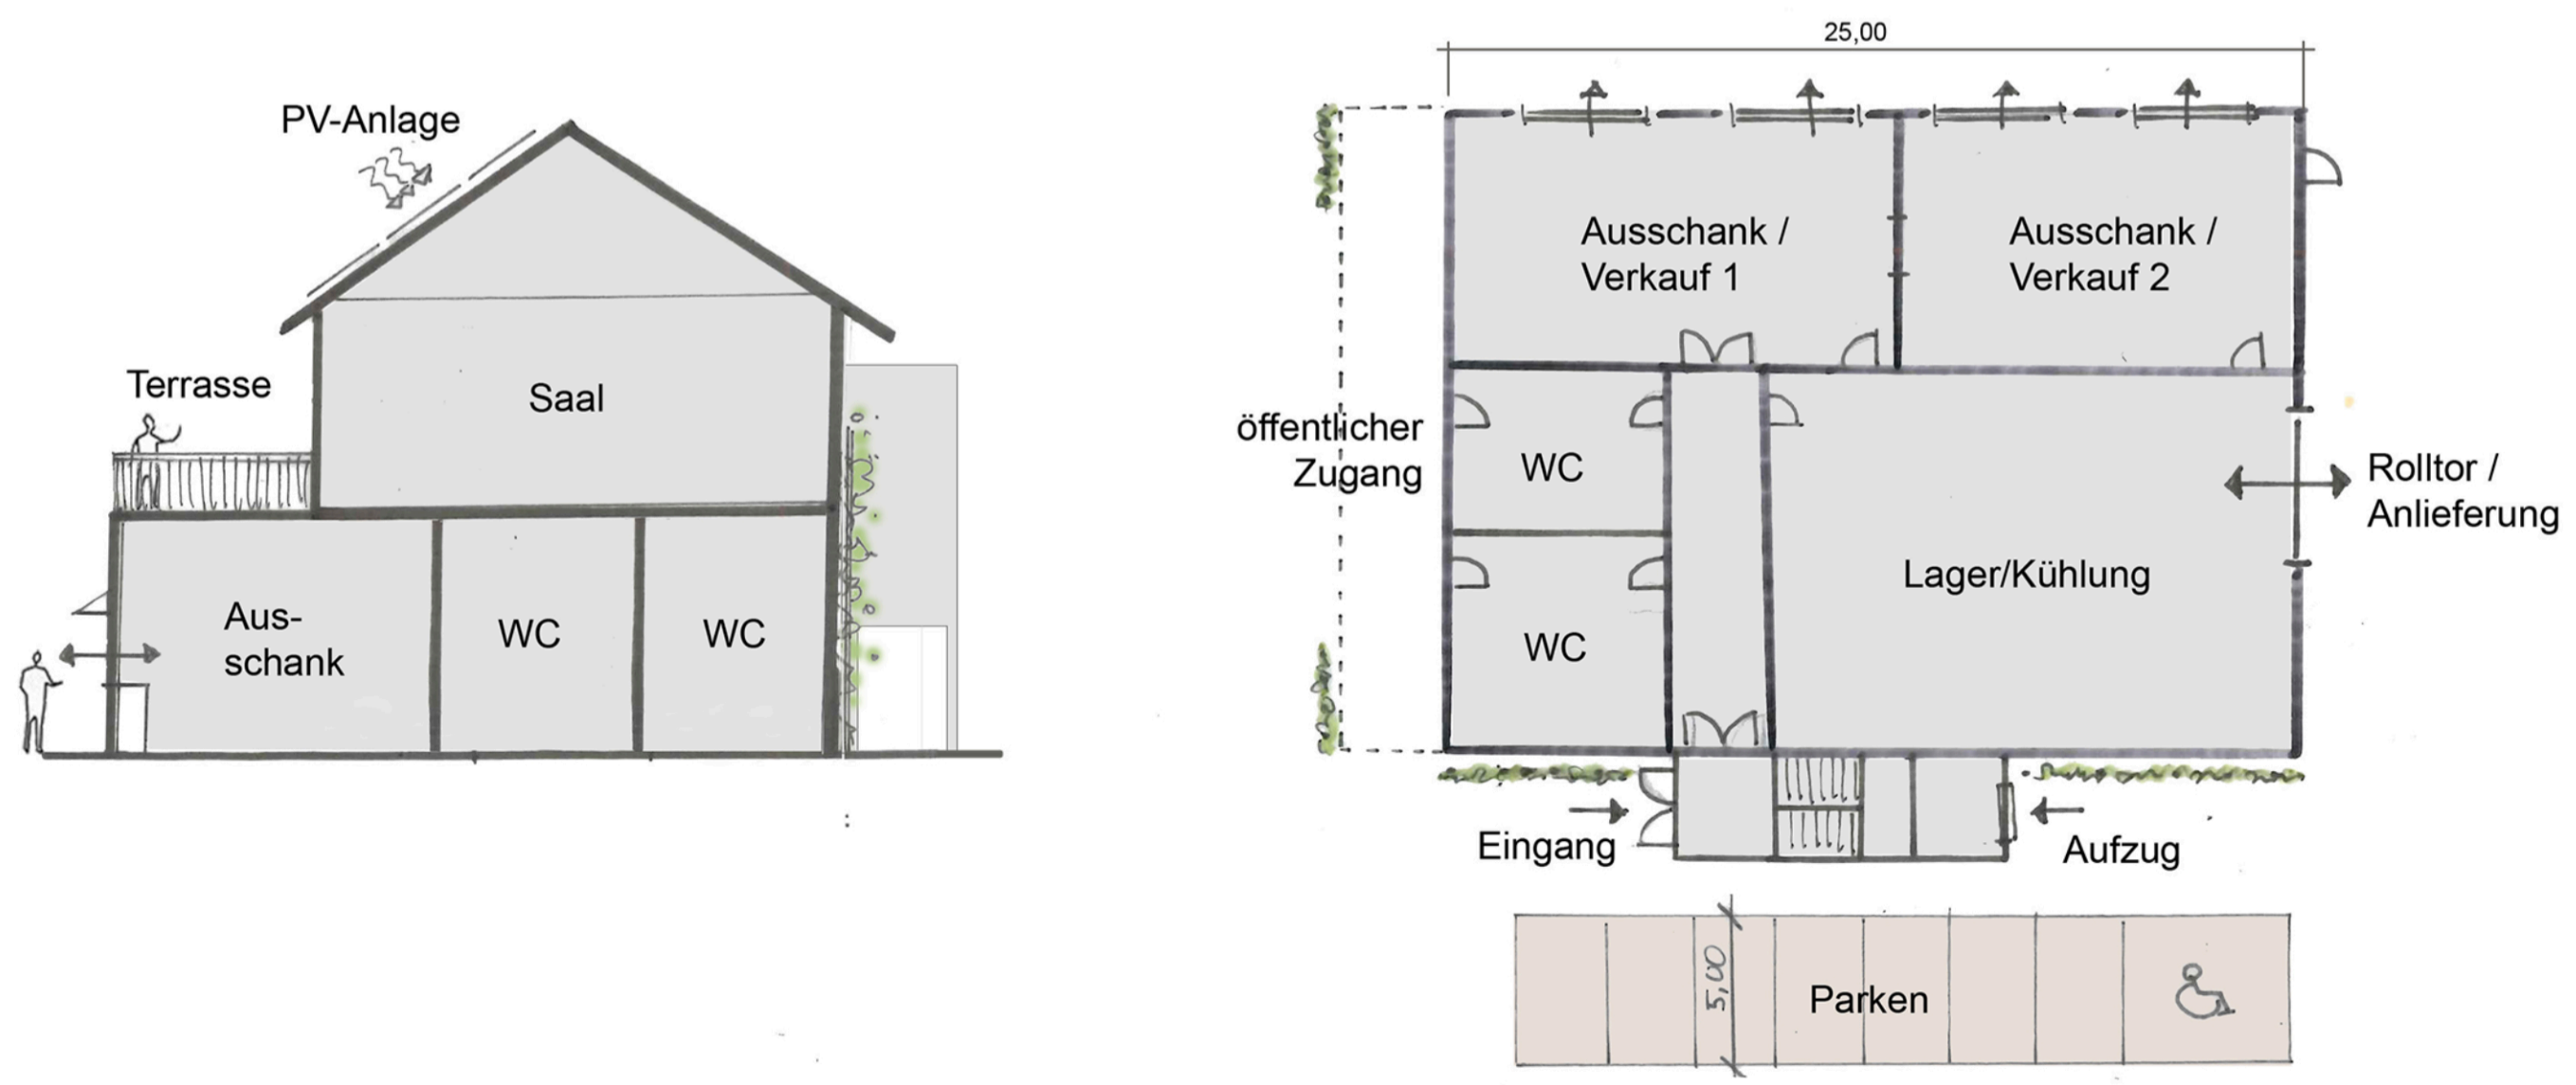 PV-Anlage
Terrasse
Saal
Aus-
schank
WC
WC
25,00
Ausschank /
Verkauf 1
Ausschank /
Verkauf 2
öffentlicher
Zugang
WC
WC
Lager/Kühlung
Rolltor /
Anlieferung
Eingang
Aufzug
5,00
Parken